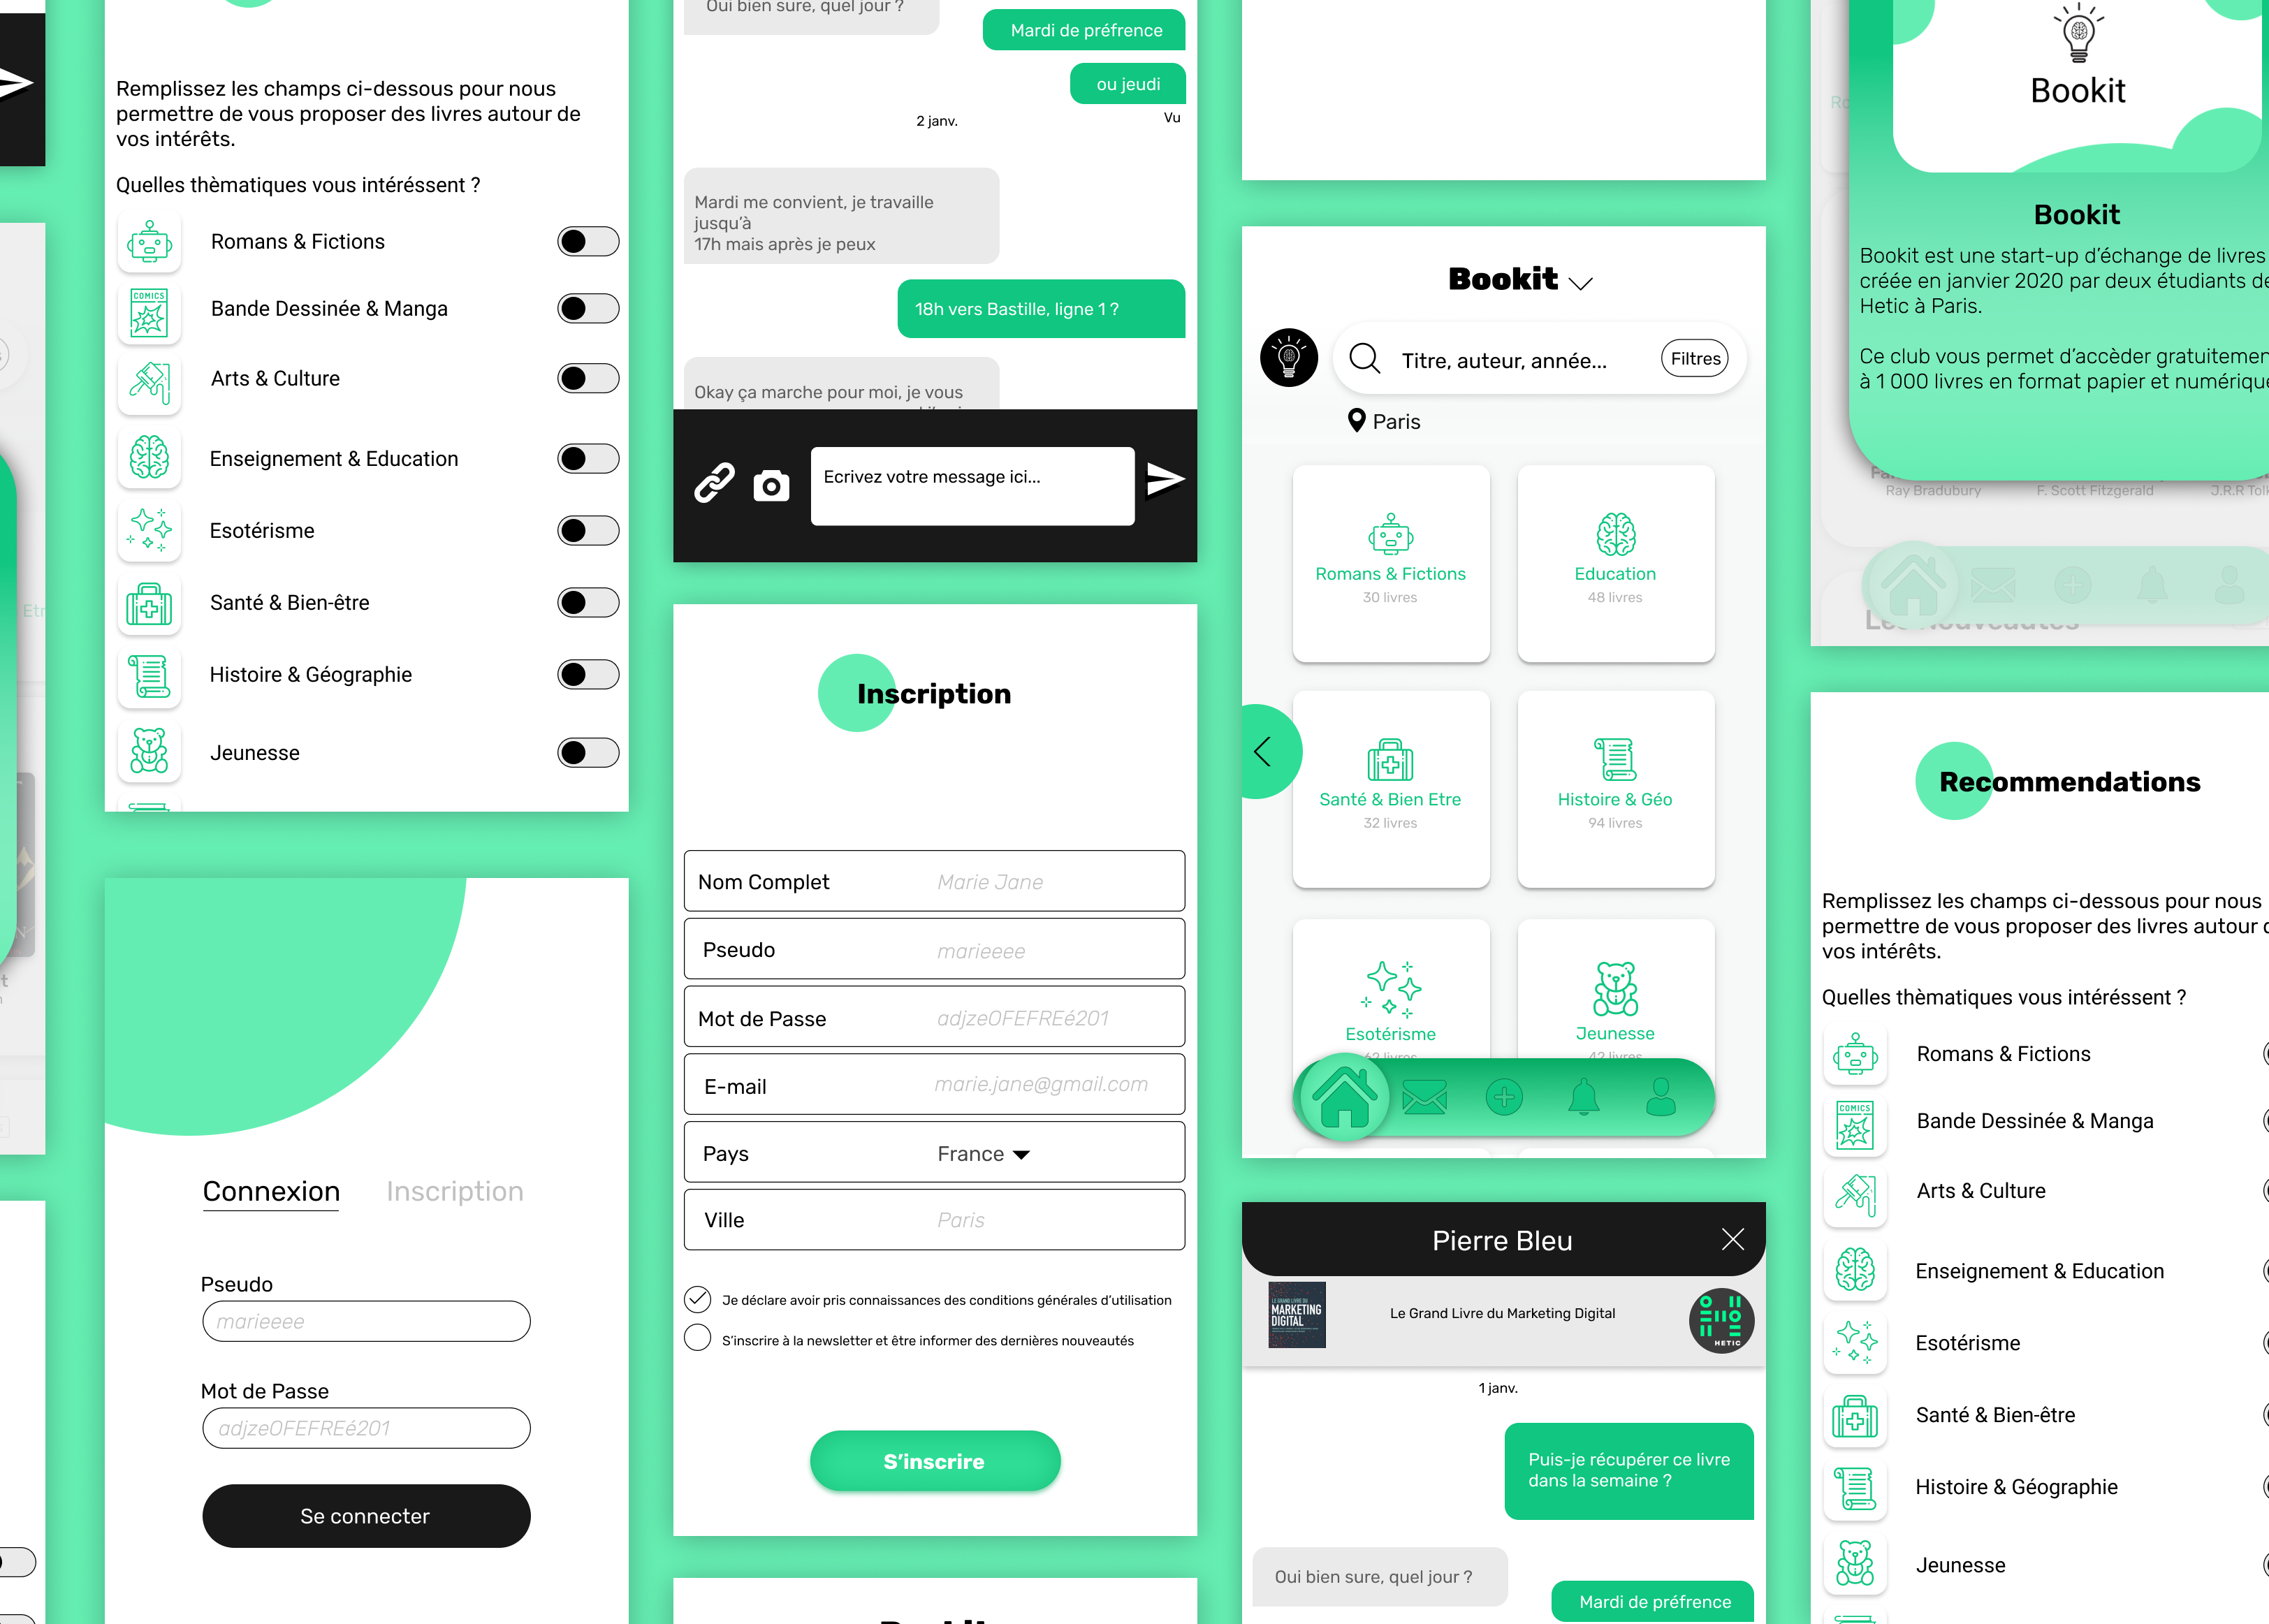 Remplissez les champs ci-dessous pour nous
permettre de vous proposer des livres autour de
vos intérêts.
Quelles thèmatiques vous intéréssent ?
Romans & Fictions
COMICS
Bande Dessinée & Manga
Arts & Culture
Enseignement & Education
Esotérisme
Santé & Bien-être
Histoire & Géographie
Jeunesse
Connexion
Inscription
Pseudo
marieeee
Mot de Passe
adjzeOFEFREé201
Se connecter
Oui bien sure, quel jour ?
Mardi de préfrence
ou jeudi
Vu
2 janv.
Mardi me convient, je travaille
jusqu'à
17h mais après je peux
18h vers Bastille, ligne 1 ?
Okay ça marche pour moi, je vous
Ecrivez votre message ici...
Inscription
Nom Complet
Marie Jane
Pseudo
marieeee
Mot de Passe
adjzeOFEFREé201
E-mail
marie.jane@gmail.com
Pays
France
Ville
Paris
Je déclare avoir pris connaissances des conditions générales d'utilisation
S'inscrire à la newsletter et être informer des dernières nouveautés
S'inscrire
Bookit
Titre, auteur, année...
Filtres
Paris
Romans & Fictions
30 livres
Education
48 livres
Santé & Bien Etre
32 livres
Histoire & Géo
94 livres
Esotérisme
62 livres
Jeunesse
42 livres
Pierre Bleu
LE GRAND LIVRE DU
MARKETING
DIGITAL
Le Grand Livre du Marketing Digital
HETIC
1 janv.
Puis-je récupérer ce livre
dans la semaine ?
Oui bien sure, quel jour ?
Mardi de préfrence
Bookit
Bookit
Bookit est une start-up d'échange de livres
créée en janvier 2020 par deux étudiants de
Hetic à Paris.
Ce club vous permet d'accèder gratuitemen
à 1 000 livres en format papier et numérique
Ray Bradubury
F. Scott Fitzgerald
J.R.R Tolk
Les Nouveautés
Recommendations
Remplissez les champs ci-dessous pour nous
permettre de vous proposer des livres autour d
vos intérêts.
Quelles thèmatiques vous intéréssent ?
Romans & Fictions
COMICS
Bande Dessinée & Manga
Arts & Culture
Enseignement & Education
Esotérisme
Santé & Bien-être
Histoire & Géographie
Jeunesse